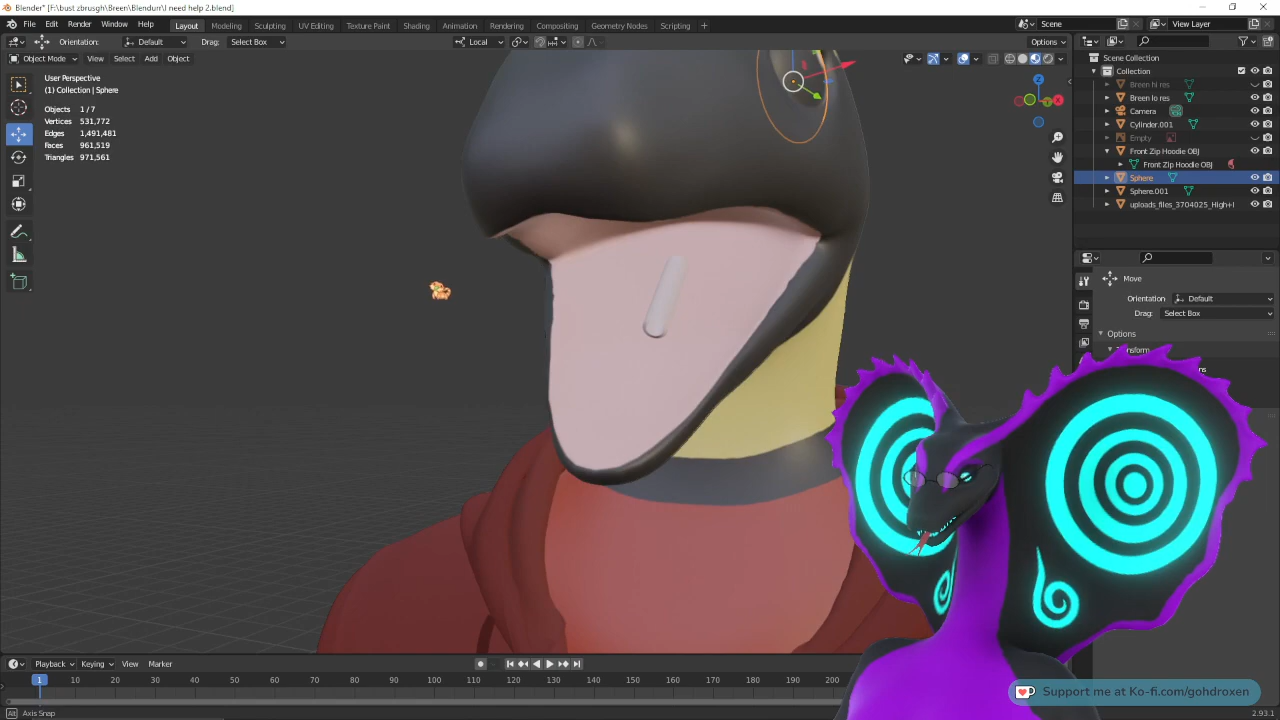 Blender* [F:\bust zbrusgh\Breen\Blendurr\I need help 2.blend]
File Edit Render Window Help Layout Modeling Sculpting UV Editing Texture Paint Shading Animation Rendering Compositing Geometry Nodes Scripting + Scene View Layer
Orientation: Default Drag: Select Box Local Options
Object Mode View Select Add Object
User Perspective
(1) Collection | Sphere
Objects 1/7
Vertices 531,772
Edges 1,491,481
Faces 961,519
Triangles 971,561
Z
X
Y
Scene Collection
Collection
Breen hi res
Breen lo res
Camera
Cylinder.001
Empty
Front Zip Hoodie OBJ
Front Zip Hoodie OBJ
Sphere
Sphere.001
uploads_files_3704025_High+I
Move
Orientation Default
Drag: Select Box
Options
Transform
Playback Keying View Marker
1 10 20 30 40 50 60 70 80 90 100 110 120 130 140 150 160 170 180 190 200
Support me at Ko-fi.com/gohdroxen
Alt Axis Snap
2.93.1